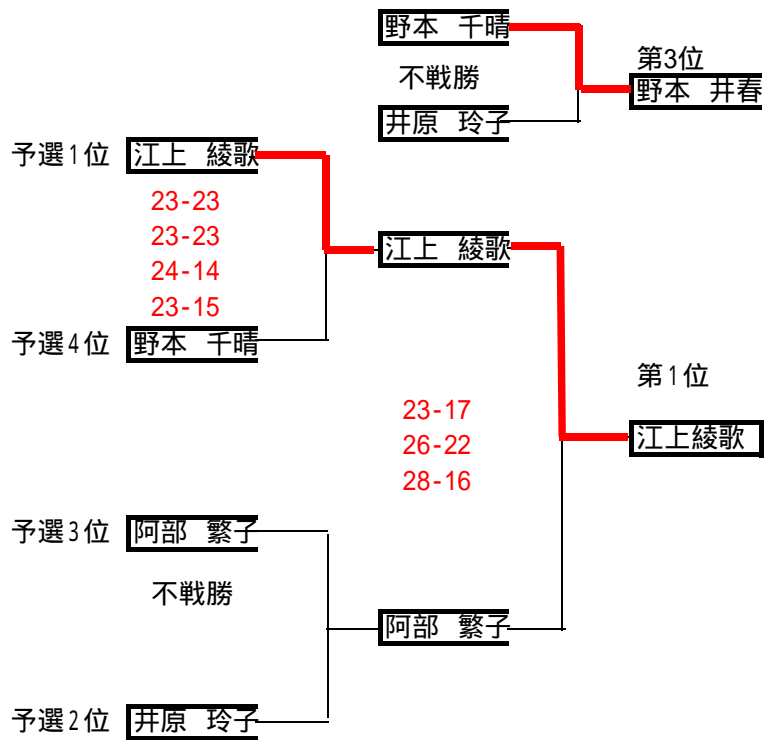 野本 千晴
不戦勝
井原 玲子
第3位
野本 井春
予選1位 江上 綾歌
23-23
23-23
24-14
23-15
予選4位 野本 千晴
江上 綾歌
23-17
26-22
28-16
第1位
江上綾歌
予選3位 阿部 繁子
不戦勝
阿部 繁子
予選2位 井原 玲子